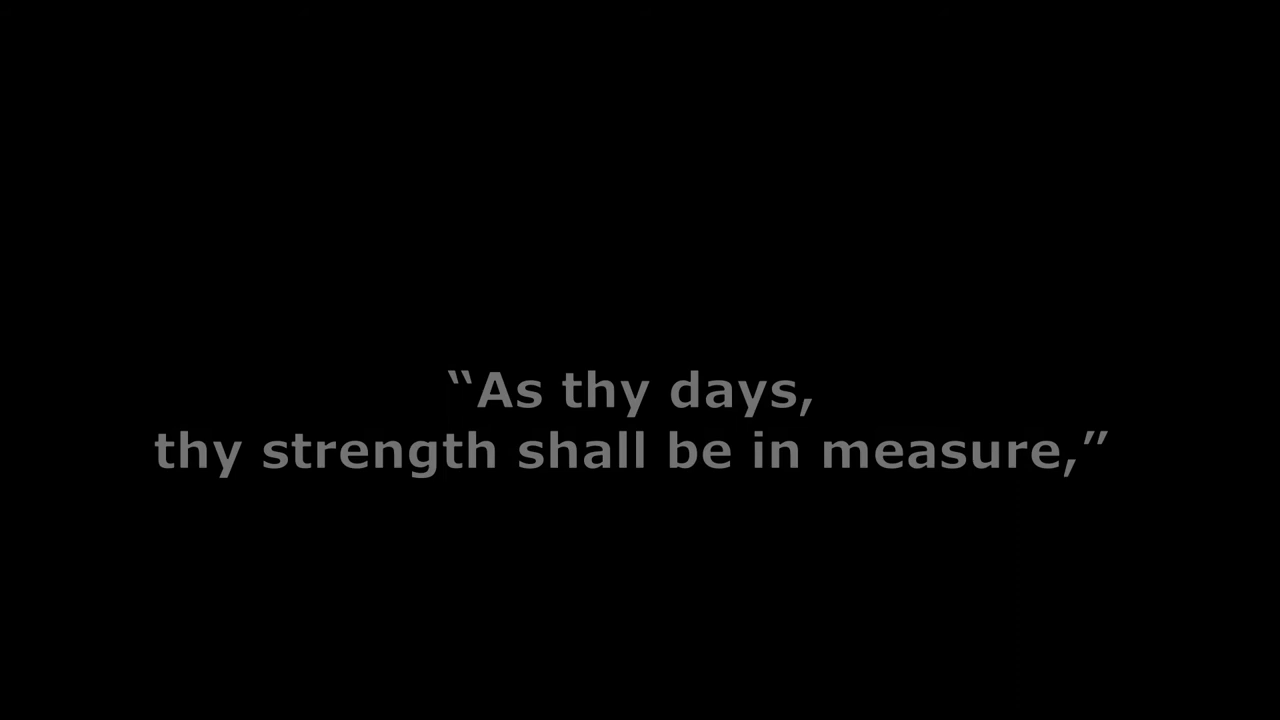 “As thy days,
thy strength shall be in measure,”